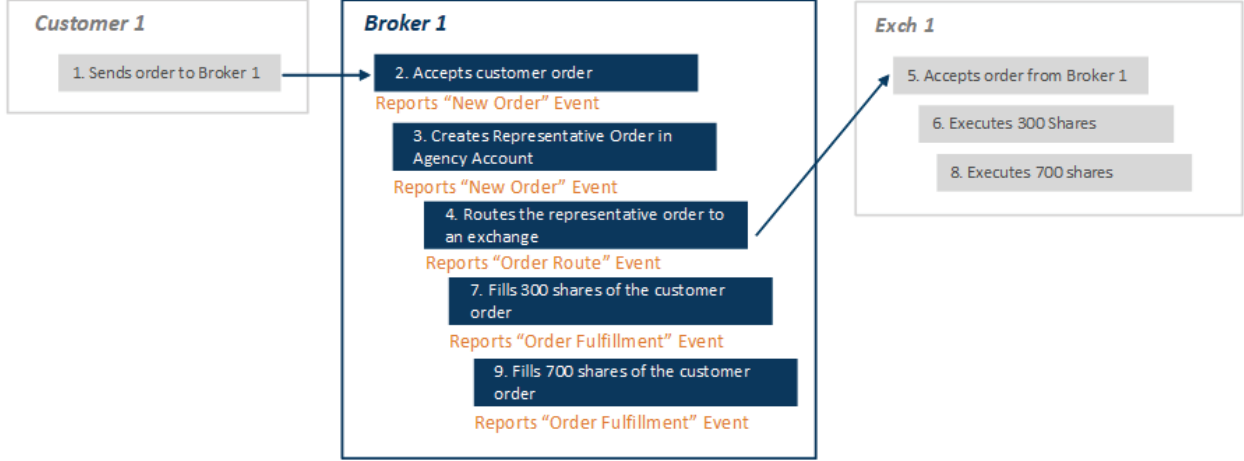 Customer 1
1. Sends order to Broker 1
Broker 1
2. Accepts customer order
Reports “New Order” Event
3. Creates Representative Order in
Agency Account
Reports “New Order” Event
4. Routes the representative order to
an exchange
Reports “Order Route” Event
7. Fills 300 shares of the customer
order
Reports “Order Fulfillment” Event
9. Fills 700 shares of the customer
order
Reports “Order Fulfillment” Event
Exch 1
5. Accepts order from Broker 1
6. Executes 300 Shares
8. Executes 700 shares